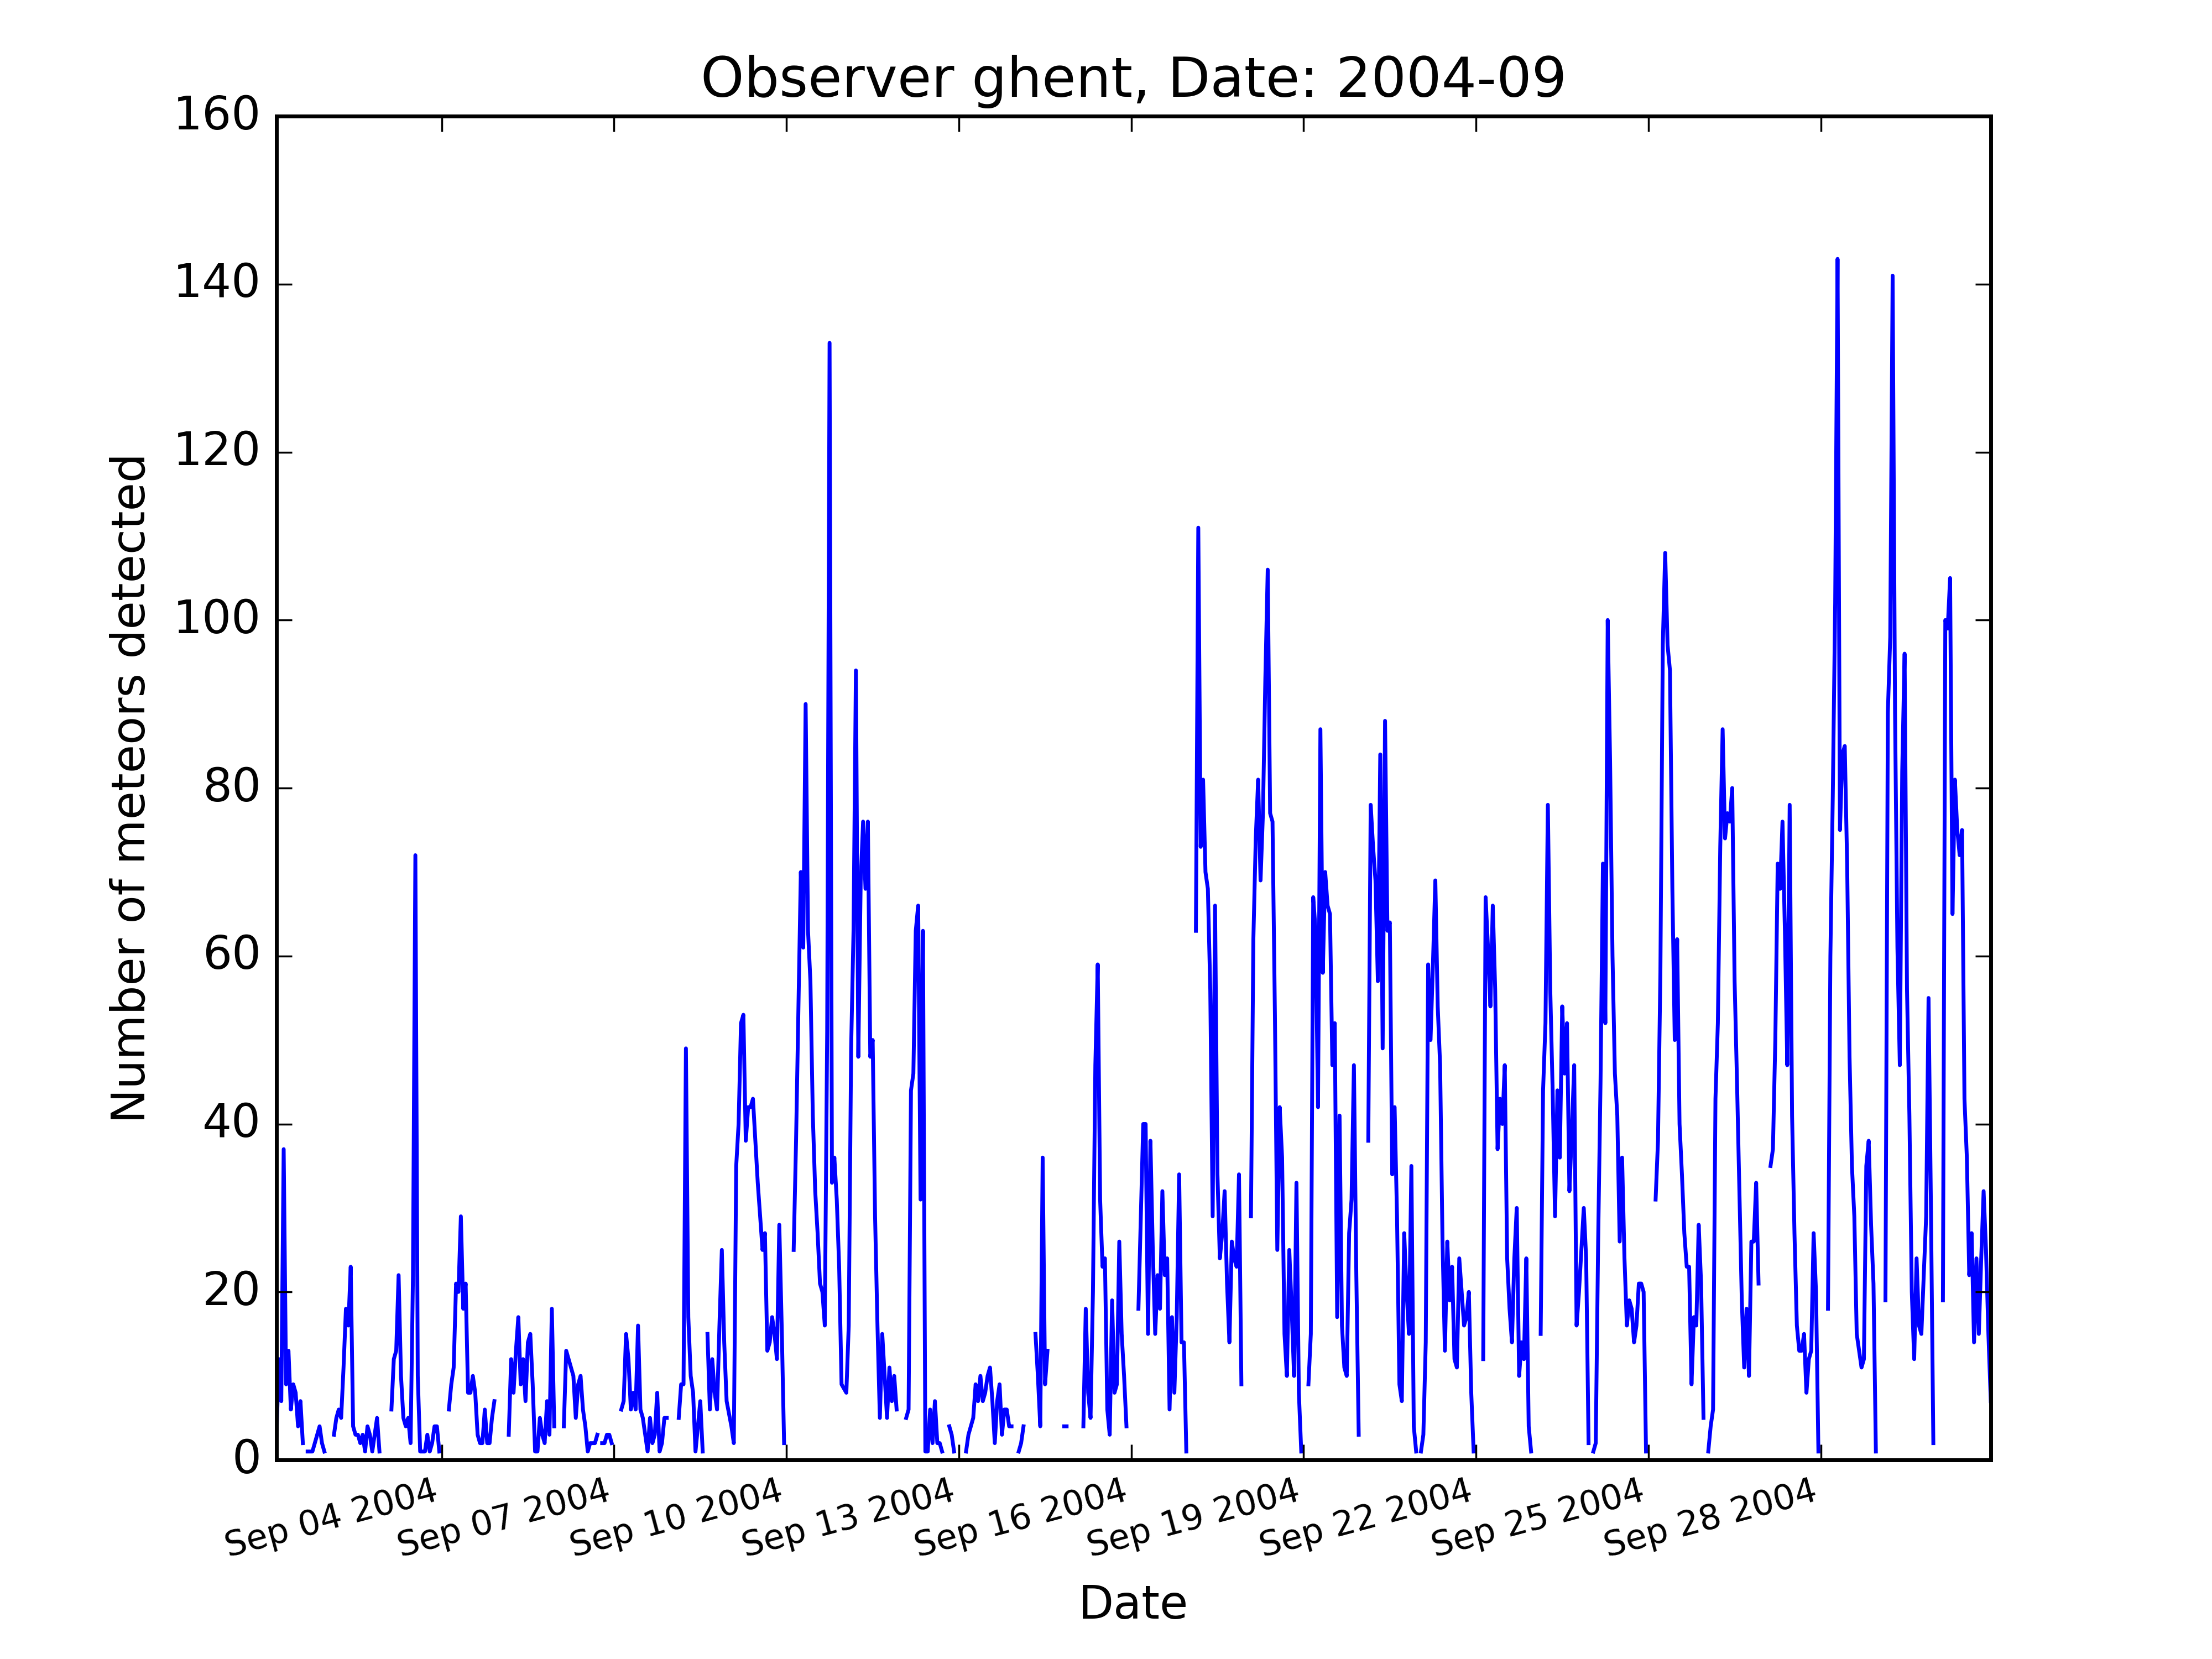 Observer ghent, Date: 2004-09
160
140
120
100
80
60
40
20
0
Number of meteors detected
Sep 04 2004
Sep 07 2004
Sep 10 2004
Sep 13 2004
Sep 16 2004
Sep 19 2004
Sep 22 2004
Sep 25 2004
Sep 28 2004
Date